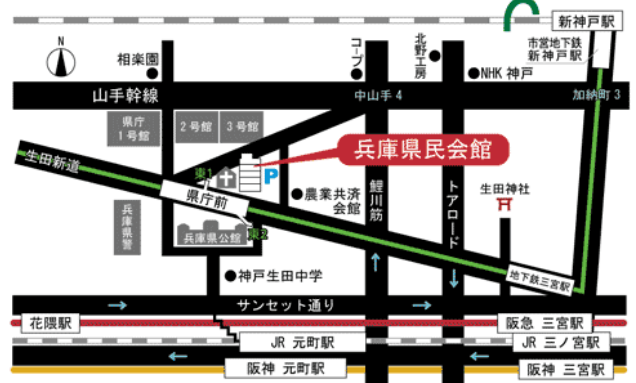 新神戸駅
市営地下鉄
新神戸駅
N
相楽園
コープ
北野
工房
NHK 神戸
山手幹線
中山手 4
加納町 3
県庁
1 号館
2 号館
3 号館
兵庫県民会館
生田新道
東1
P
県庁前
農業共済
会館
鯉川筋
トアロード
生田神社
兵庫県警
兵庫県公館
東2
神戸生田中学
地下鉄三宮駅
サンセット通り
花隈駅
阪急 三宮駅
JR 元町駅
JR 三ノ宮駅
阪神 元町駅
阪神 三宮駅